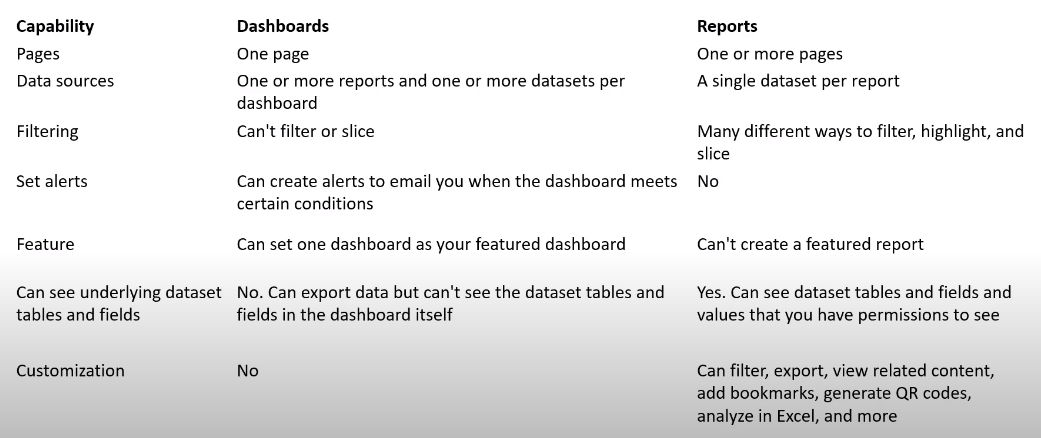 Capability Dashboards Reports
Pages One page One or more pages
Data sources One or more reports and one or more datasets per A single dataset per report
dashboard
Filtering Can't filter or slice Many different ways to filter, highlight, and
slice
Set alerts Can create alerts to email you when the dashboard meets No
certain conditions
Feature Can set one dashboard as your featured dashboard Can't create a featured report
Can see underlying dataset No. Can export data but can't see the dataset tables and Yes. Can see dataset tables and fields and
tables and fields fields in the dashboard itself values that you have permissions to see
Customization No Can filter, export, view related content,
add bookmarks, generate QR codes,
analyze in Excel, and more